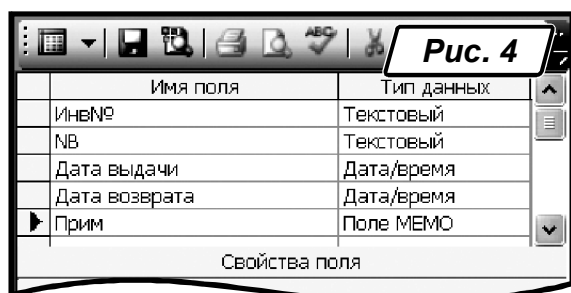 ABC
Рис. 4
Имя поля Тип данных
Инв№ Текстовый
NB Текстовый
Дата выдачи Дата/время
Дата возврата Дата/время
Прим Поле MEMO
Свойства поля